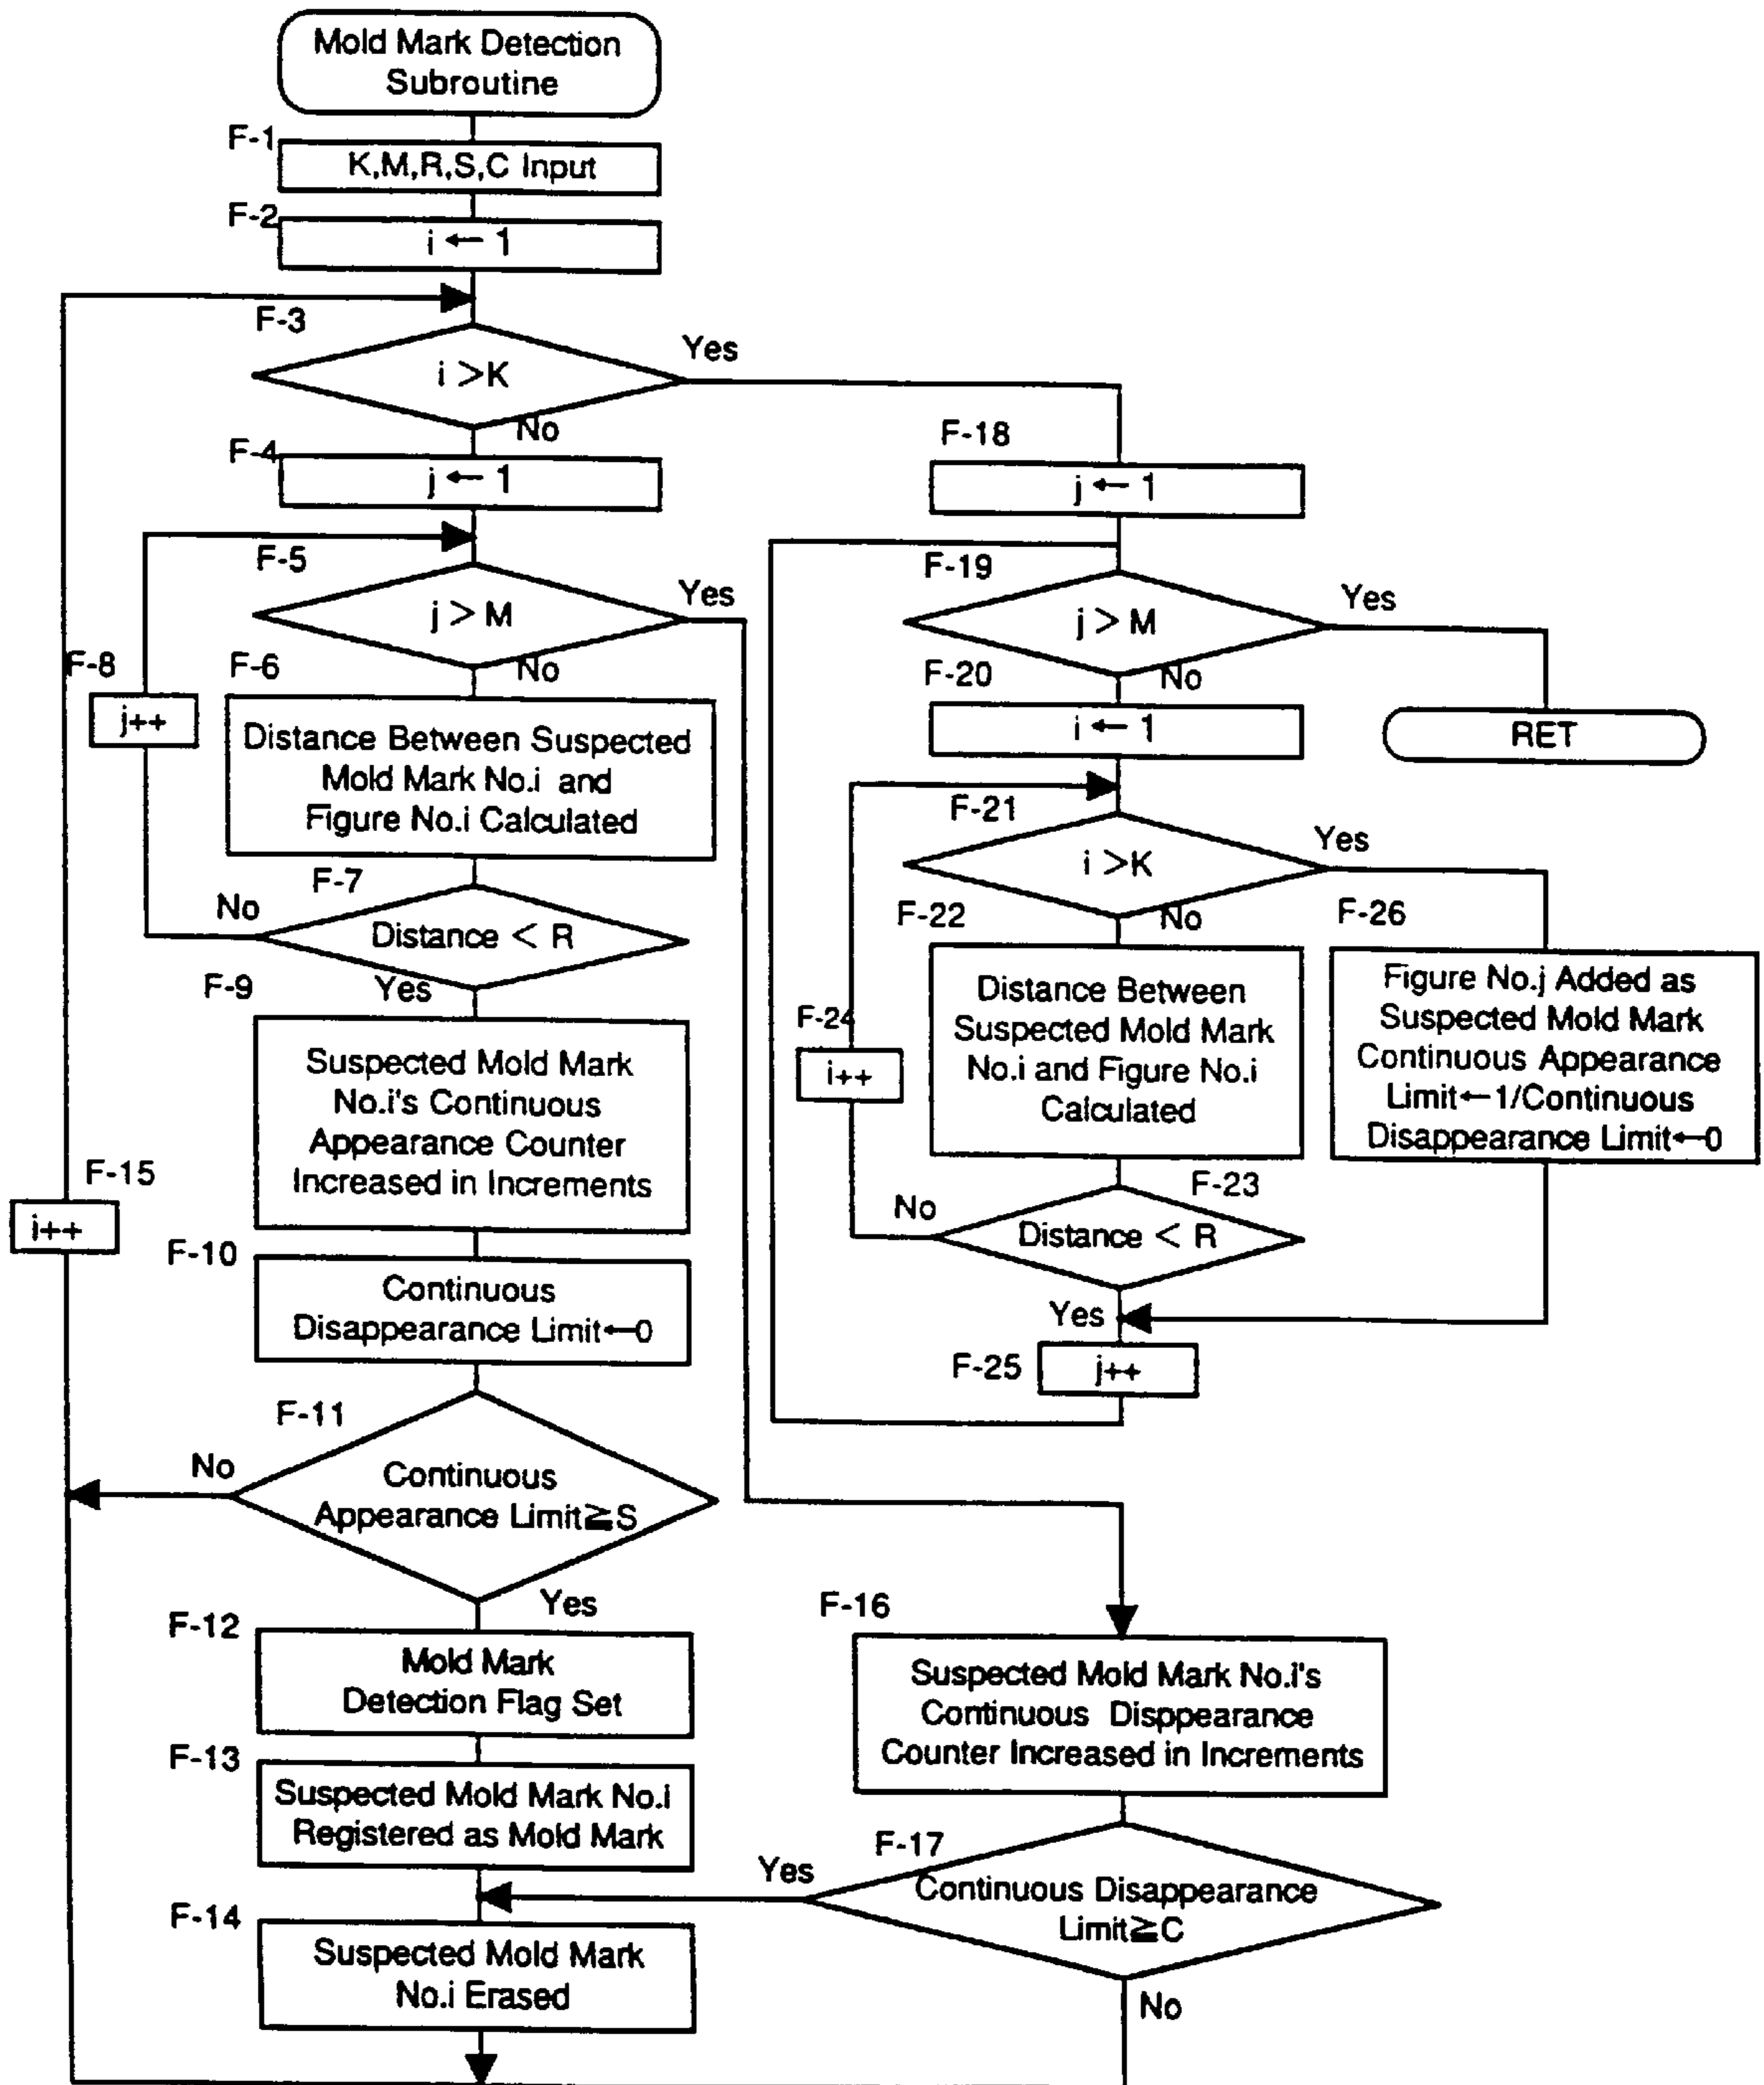 Mold Mark Detection
Subroutine
F-1
K,M,R,S,C Input
F-2
i ← 1
F-3
i >K
Yes
No
F-4
j ← 1
F-5
j > M
Yes
No
F-8
j++
F-6
Distance Between Suspected
Mold Mark No.i and
Figure No.i Calculated
F-7
No
Distance < R
Yes
F-9
Suspected Mold Mark
No.i's Continuous
Appearance Counter
Increased in Increments
F-15
i++
F-10
Continuous
Disappearance Limit←0
F-11
No
Continuous
Appearance Limit≧S
Yes
F-12
Mold Mark
Detection Flag Set
F-13
Suspected Mold Mark No.i
Registered as Mold Mark
F-14
Suspected Mold Mark
No.i Erased
F-18
j ← 1
F-19
j > M
Yes
No
RET
F-20
i ← 1
F-21
i >K
Yes
No
F-22
Distance Between
Suspected Mold Mark
No.i and Figure No.i
Calculated
F-26
Figure No.j Added as
Suspected Mold Mark
Continuous Appearance
Limit←1/Continuous
Disappearance Limit←0
F-24
i++
F-23
No
Distance < R
Yes
F-25
j++
F-16
Suspected Mold Mark No.i's
Continuous Disppearance
Counter Increased in Increments
F-17
Yes
Continuous Disappearance
Limit≧C
No